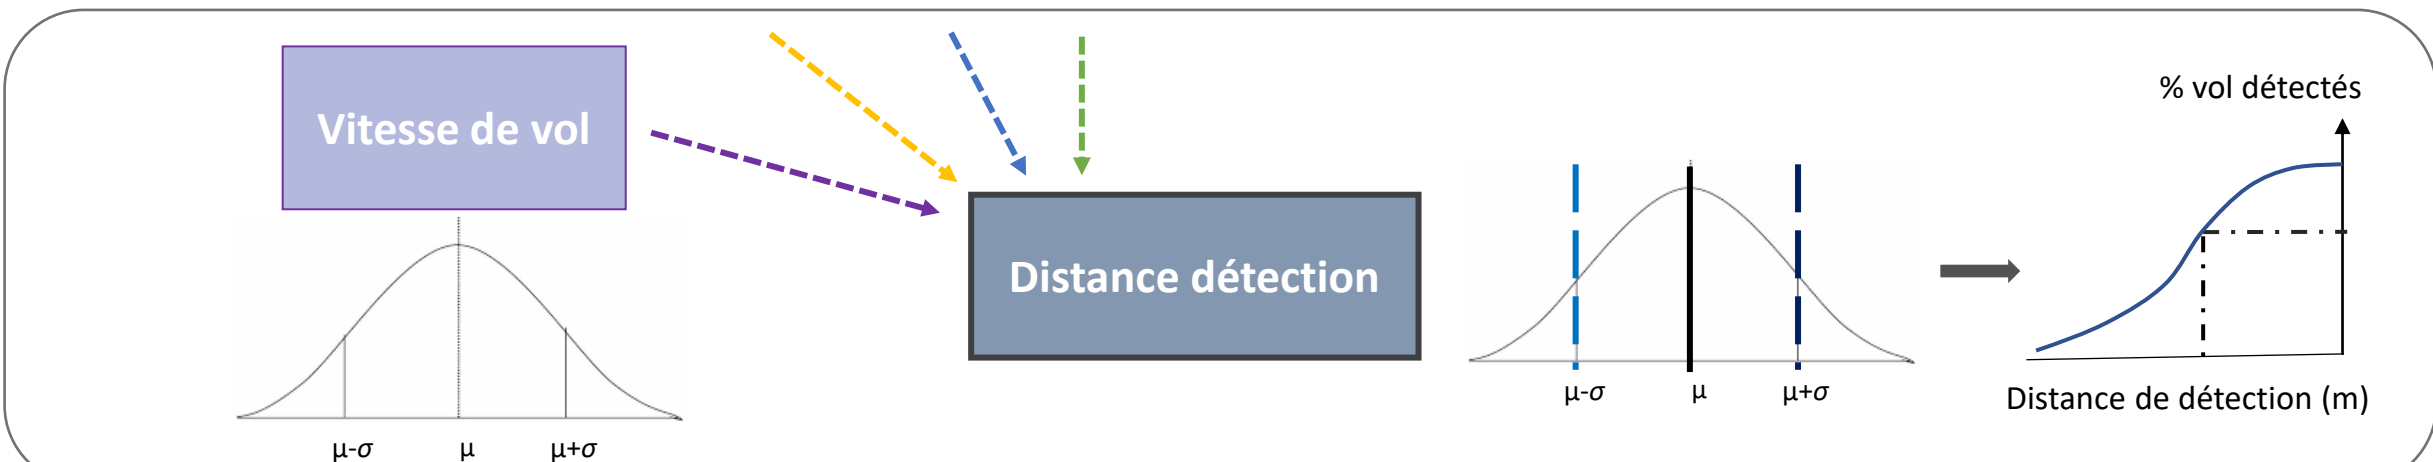 Vitesse de vol
μ-σ
μ
μ+σ
Distance détection
μ-σ
μ
μ+σ
% vol détectés
Distance de détection (m)